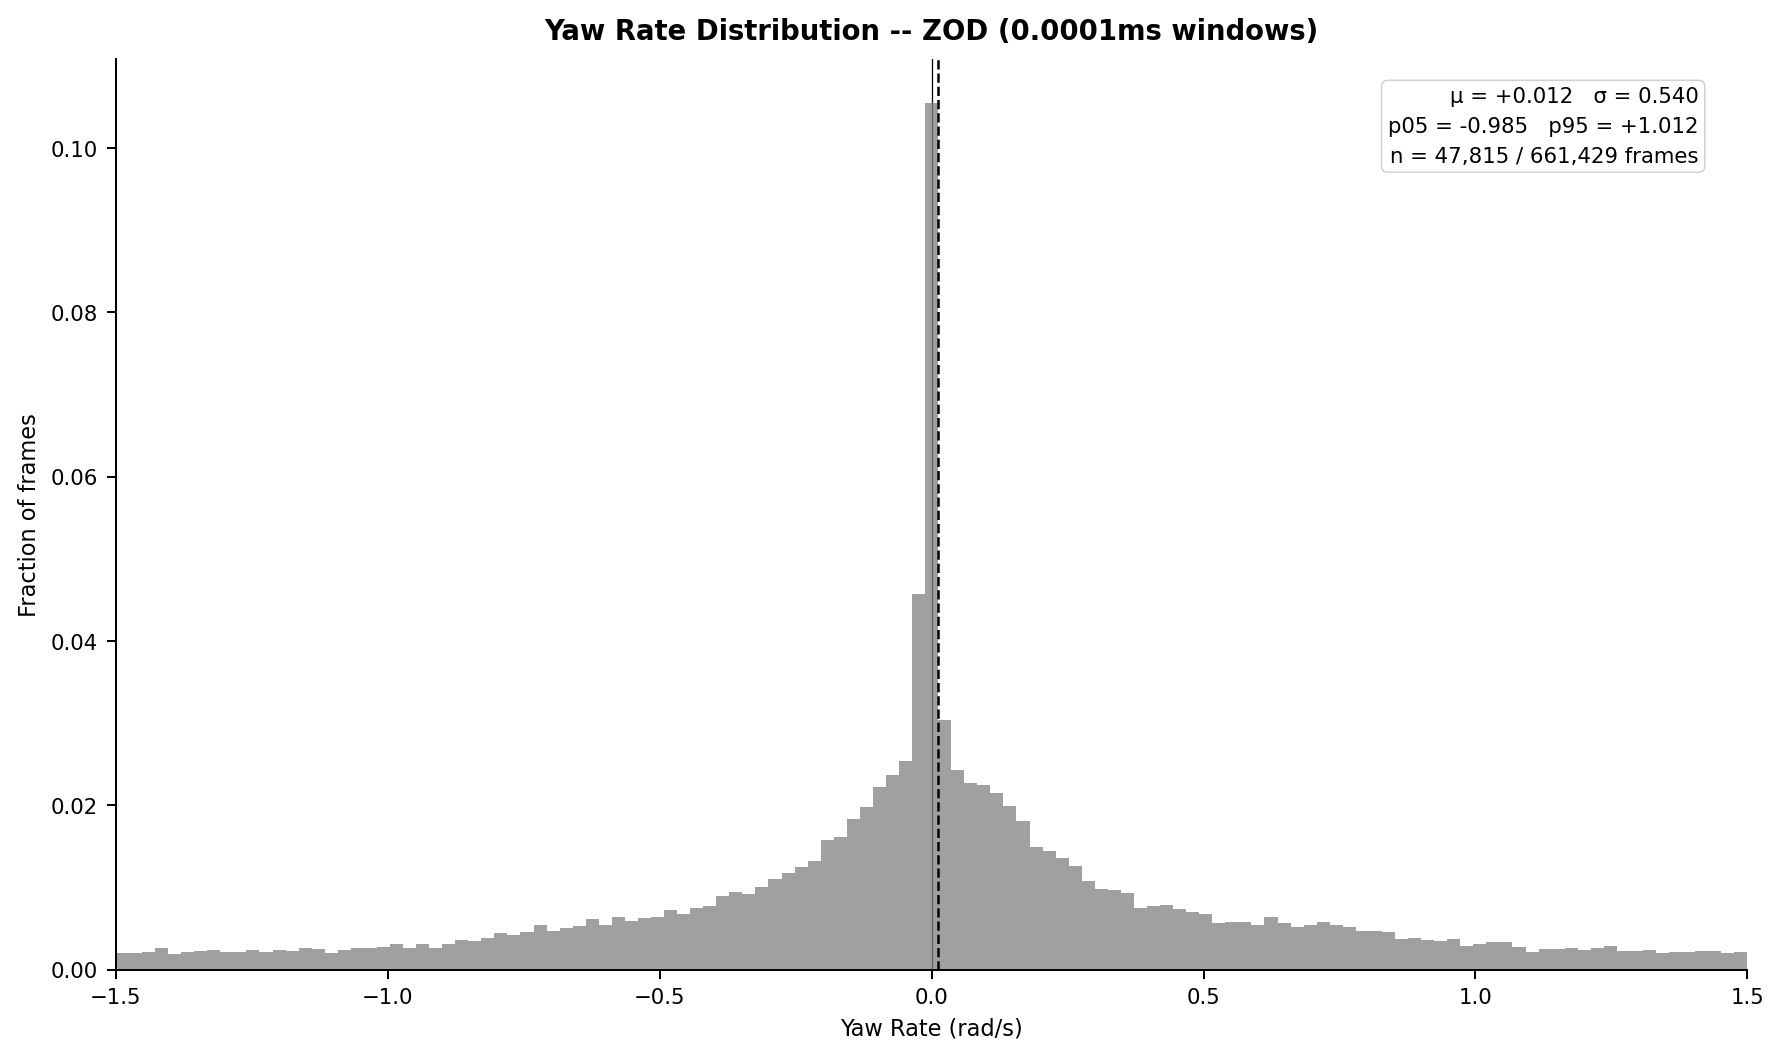 Yaw Rate Distribution -- ZOD (0.0001ms windows)
μ = +0.012   σ = 0.540
p05 = -0.985   p95 = +1.012
n = 47,815 / 661,429 frames
Fraction of frames
0.10
0.08
0.06
0.04
0.02
0.00
−1.5
−1.0
−0.5
0.0
0.5
1.0
1.5
Yaw Rate (rad/s)